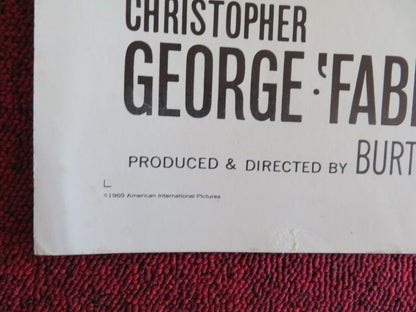 CHRISTOPHER
GEORGE · 'FAB
PRODUCED & DIRECTED BY BURT
©1969 American International Pictures